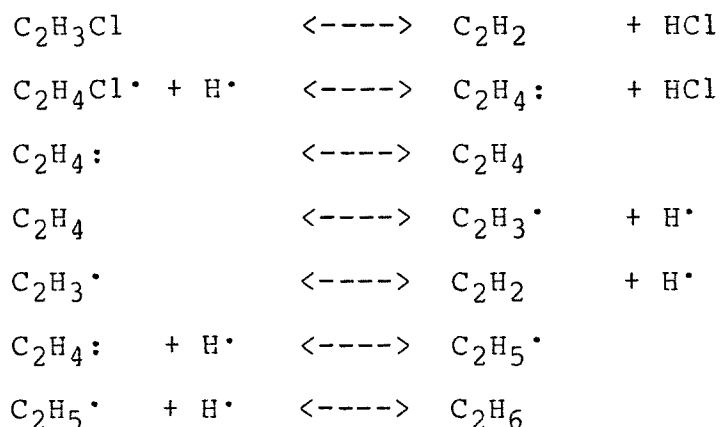 C₂H₃Cl <----> C₂H₂ + HCl
C₂H₄Cl· + H· <----> C₂H₄: + HCl
C₂H₄: <----> C₂H₄
C₂H₄ <----> C₂H₃· + H·
C₂H₃· <----> C₂H₂ + H·
C₂H₄: + H· <----> C₂H₅·
C₂H₅· + H· <----> C₂H₆